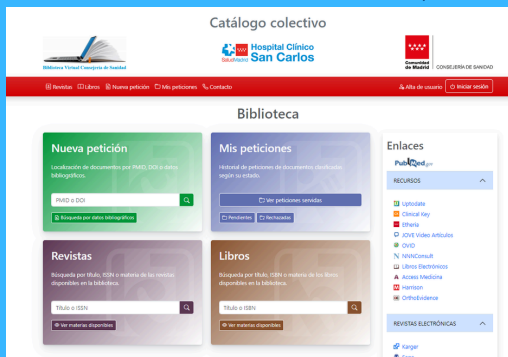 Catálogo colectivo
Biblioteca Virtual Consejería de Sanidad
SaludMadrid
Hospital Clínico
San Carlos
Comunidad
de Madrid
CONSEJERÍA DE SANIDAD
Revistas
Libros
Nueva petición
Mis peticiones
Contacto
Alta de usuario
Iniciar sesión
Biblioteca
Nueva petición
Localización de documentos por PMID, DOI o datos
bibliográficos.
PMID o DOI
Búsqueda por datos bibliográficos
Mis peticiones
Historial de peticiones de documentos clasificadas
según su estado.
Ver peticiones servidas
Pendientes
Rechazadas
Revistas
Búsqueda por título, ISSN o materia de las revistas
disponibles en la biblioteca.
Título o ISSN
Ver materias disponibles
Libros
Búsqueda por título, ISSN o materia de los libros
disponibles en la biblioteca.
Título o ISBN
Ver materias disponibles
Enlaces
PubMed.gov
RECURSOS
Uptodate
Clinical Key
Etheria
JOVE Video Artículos
OVID
NNNConsult
Libros Electrónicos
Access Medicina
Harrison
OrthoEvidence
REVISTAS ELECTRÓNICAS
Karger